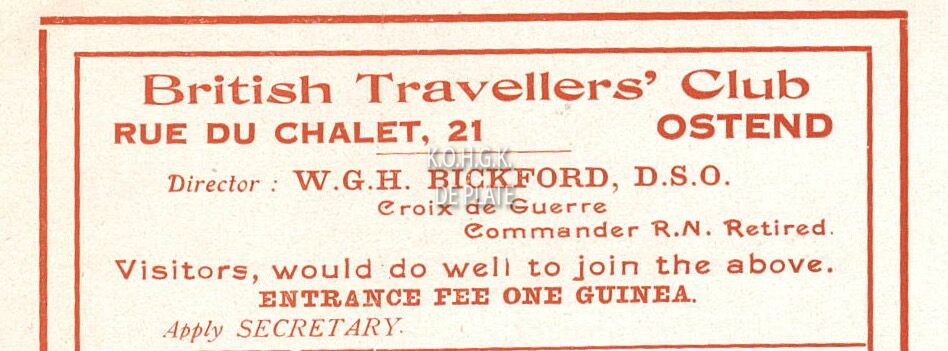 British Travellers' Club
RUE DU CHALET, 21 OSTEND
K.O.H.G.K.
Director : W.G.H. BICKFORD, D.S.O.
DE PLATE
Croix de Guerre
Commander R.N. Retired.
Visitors, would do well to join the above.
ENTRANCE FEE ONE GUINEA.
Apply SECRETARY.